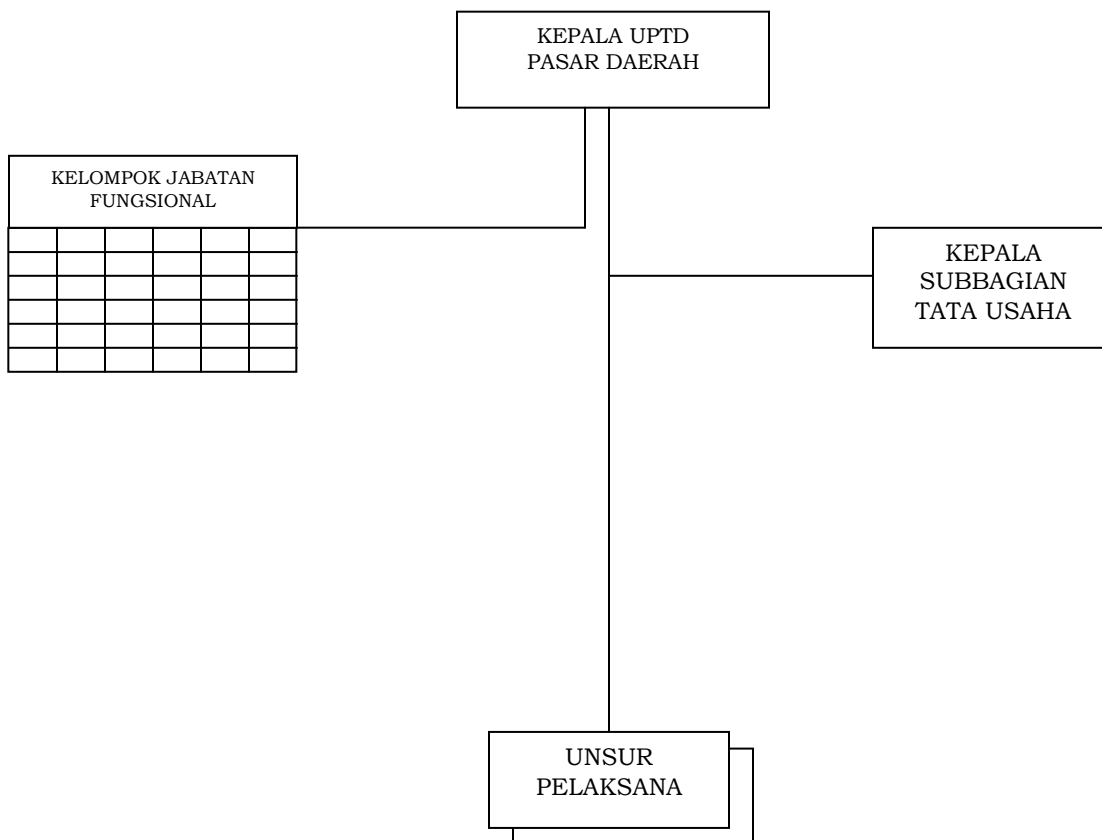 KEPALA UPTD
PASAR DAERAH
KELOMPOK JABATAN
FUNGSIONAL
KEPALA
SUBBAGIAN
TATA USAHA
UNSUR
PELAKSANA